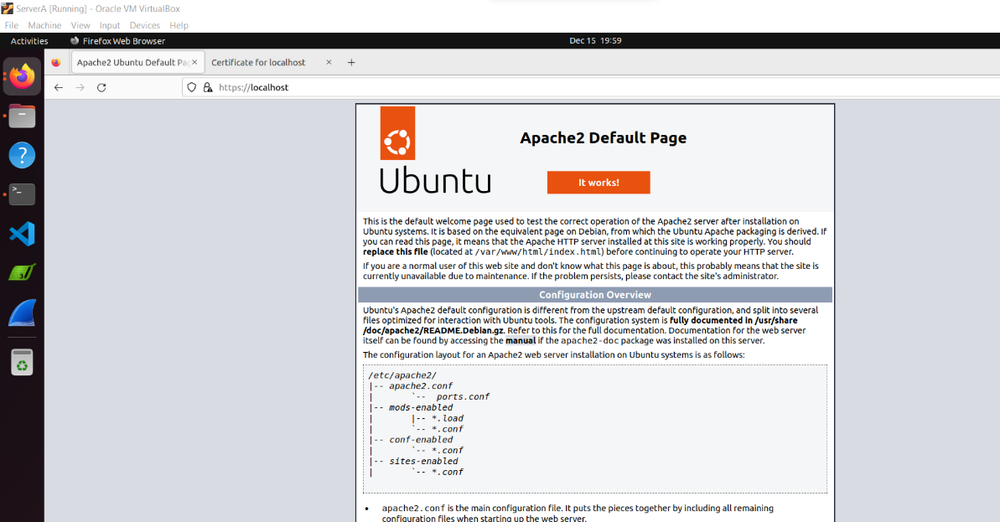 ServerA [Running] - Oracle VM VirtualBox
File Machine View Input Devices Help
Activities Firefox Web Browser Dec 15 19:59
Apache2 Ubuntu Default Pa × Certificate for localhost × +
https://localhost
Apache2 Default Page
Ubuntu
It works!
This is the default welcome page used to test the correct operation of the Apache2 server after installation on
Ubuntu systems. It is based on the equivalent page on Debian, from which the Ubuntu Apache packaging is derived. If
you can read this page, it means that the Apache HTTP server installed at this site is working properly. You should
replace this file (located at /var/www/html/index.html) before continuing to operate your HTTP server.
If you are a normal user of this web site and don't know what this page is about, this probably means that the site is
currently unavailable due to maintenance. If the problem persists, please contact the site's administrator.
Configuration Overview
Ubuntu's Apache2 default configuration is different from the upstream default configuration, and split into several
files optimized for interaction with Ubuntu tools. The configuration system is fully documented in /usr/share
/doc/apache2/README.Debian.gz. Refer to this for the full documentation. Documentation for the web server
itself can be found by accessing the manual if the apache2-doc package was installed on this server.
The configuration layout for an Apache2 web server installation on Ubuntu systems is as follows:
/etc/apache2/
|-- apache2.conf
|       `--  ports.conf
|-- mods-enabled
|       |-- *.load
|       `-- *.conf
|-- conf-enabled
|       `-- *.conf
|-- sites-enabled
|       `-- *.conf
• apache2.conf is the main configuration file. It puts the pieces together by including all remaining
configuration files when starting up the web server.